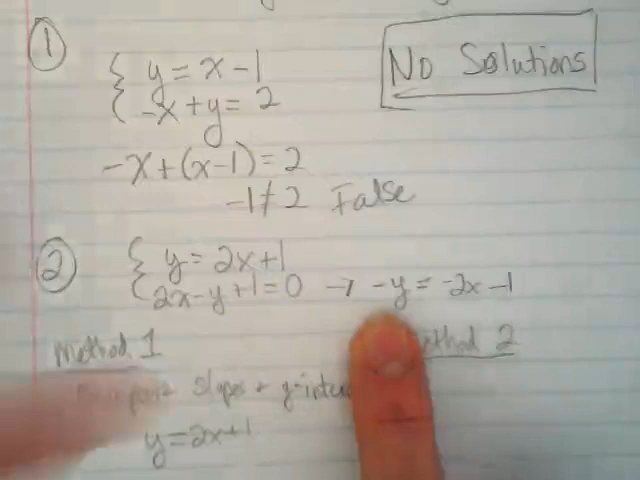 1
No Solutions
{ y = x - 1
{ -x + y = 2
-x + (x - 1) = 2
-1 ≠ 2 False
2
{ y = 2x + 1
{ 2x - y + 1 = 0 → -y = -2x - 1
Method 1
2
slopes + y-
y = 2x + 1